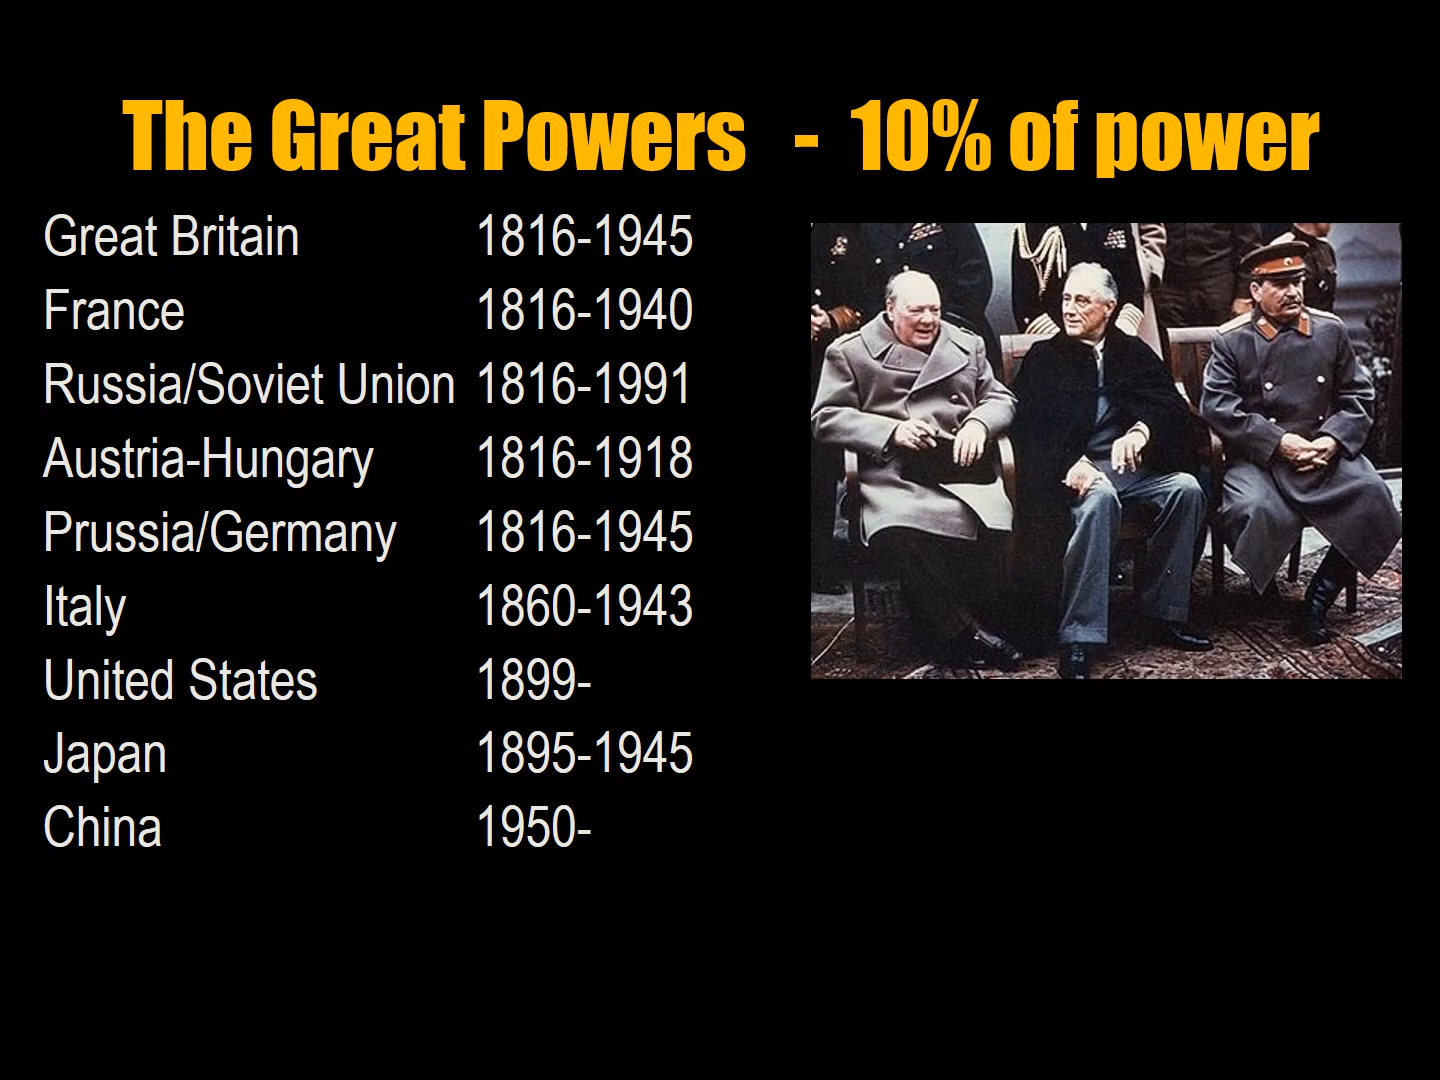 The Great Powers - 10% of power
Great Britain 1816-1945
France 1816-1940
Russia/Soviet Union 1816-1991
Austria-Hungary 1816-1918
Prussia/Germany 1816-1945
Italy 1860-1943
United States 1899-
Japan 1895-1945
China 1950-